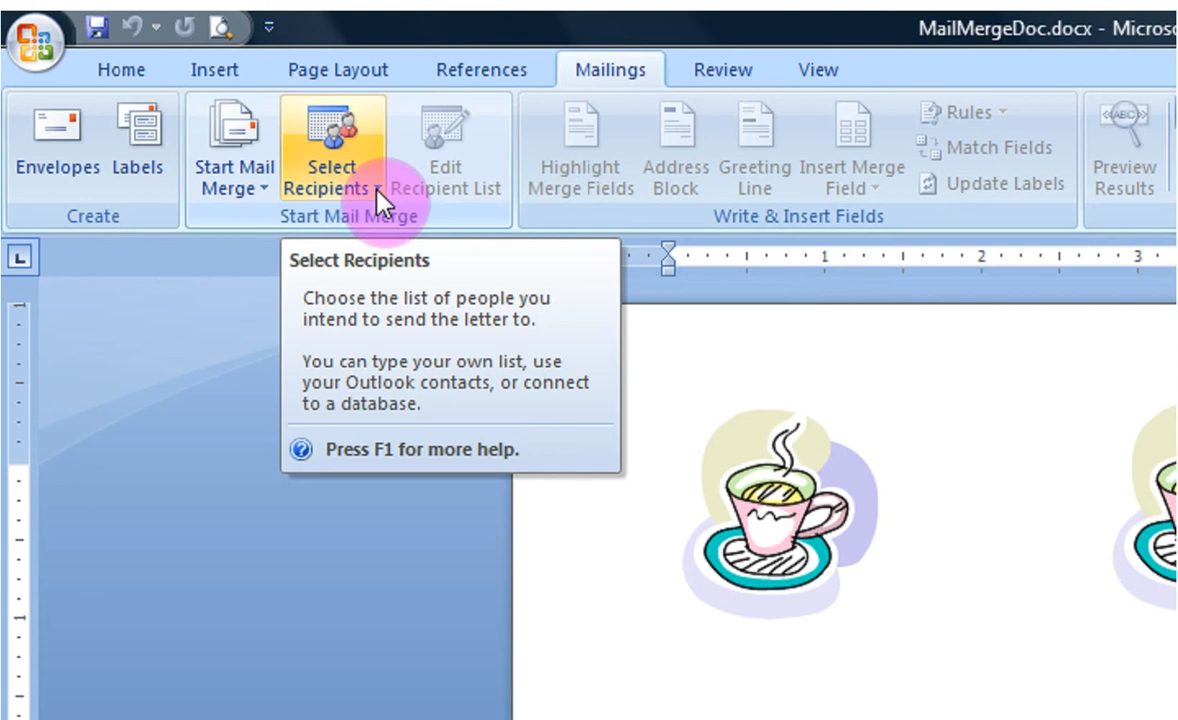 MailMergeDoc.docx - Micros
Home Insert Page Layout References Mailings Review View
Envelopes Labels
Create
Start Mail Merge
Select Recipients
Edit Recipient List
Start Mail Merge
Highlight Merge Fields
Address Block
Greeting Line
Insert Merge Field
Rules
Match Fields
Update Labels
Write & Insert Fields
ABC
Preview Results
L
1 2 3
Select Recipients
Choose the list of people you
intend to send the letter to.
You can type your own list, use
your Outlook contacts, or connect
to a database.
Press F1 for more help.
1
1